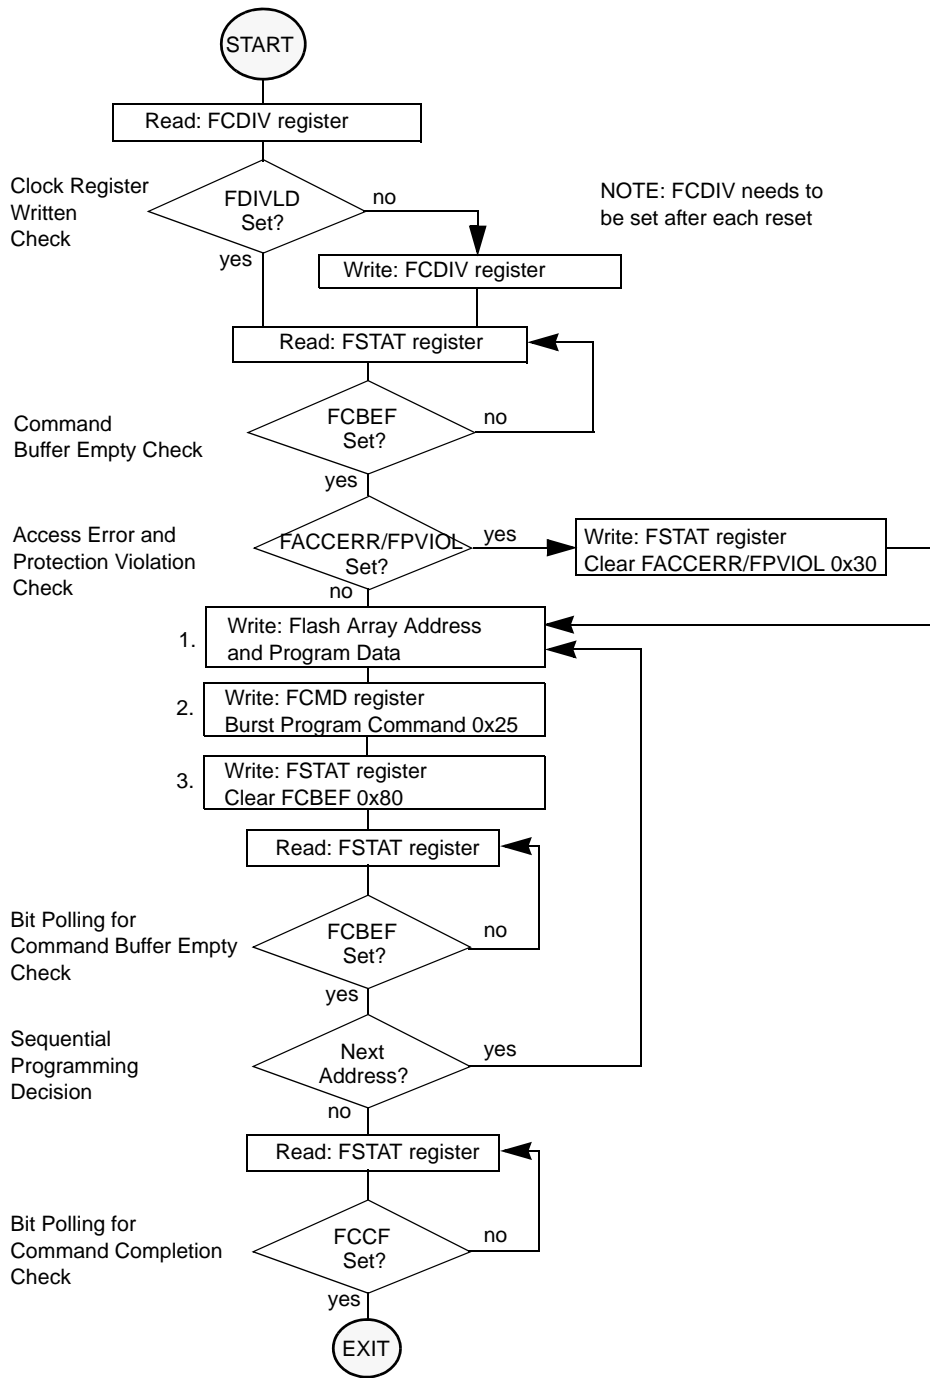 START
Read: FCDIV register
Clock Register
Written
Check
FDIVLD
Set?
no
yes
NOTE: FCDIV needs to
be set after each reset
Write: FCDIV register
Read: FSTAT register
Command
Buffer Empty Check
FCBEF
Set?
no
yes
Access Error and
Protection Violation
Check
FACCERR/FPVIOL
Set?
yes
no
Write: FSTAT register
Clear FACCERR/FPVIOL 0x30
1.
Write: Flash Array Address
and Program Data
2.
Write: FCMD register
Burst Program Command 0x25
3.
Write: FSTAT register
Clear FCBEF 0x80
Read: FSTAT register
Bit Polling for
Command Buffer Empty
Check
FCBEF
Set?
no
yes
Sequential
Programming
Decision
Next
Address?
yes
no
Read: FSTAT register
Bit Polling for
Command Completion
Check
FCCF
Set?
no
yes
EXIT